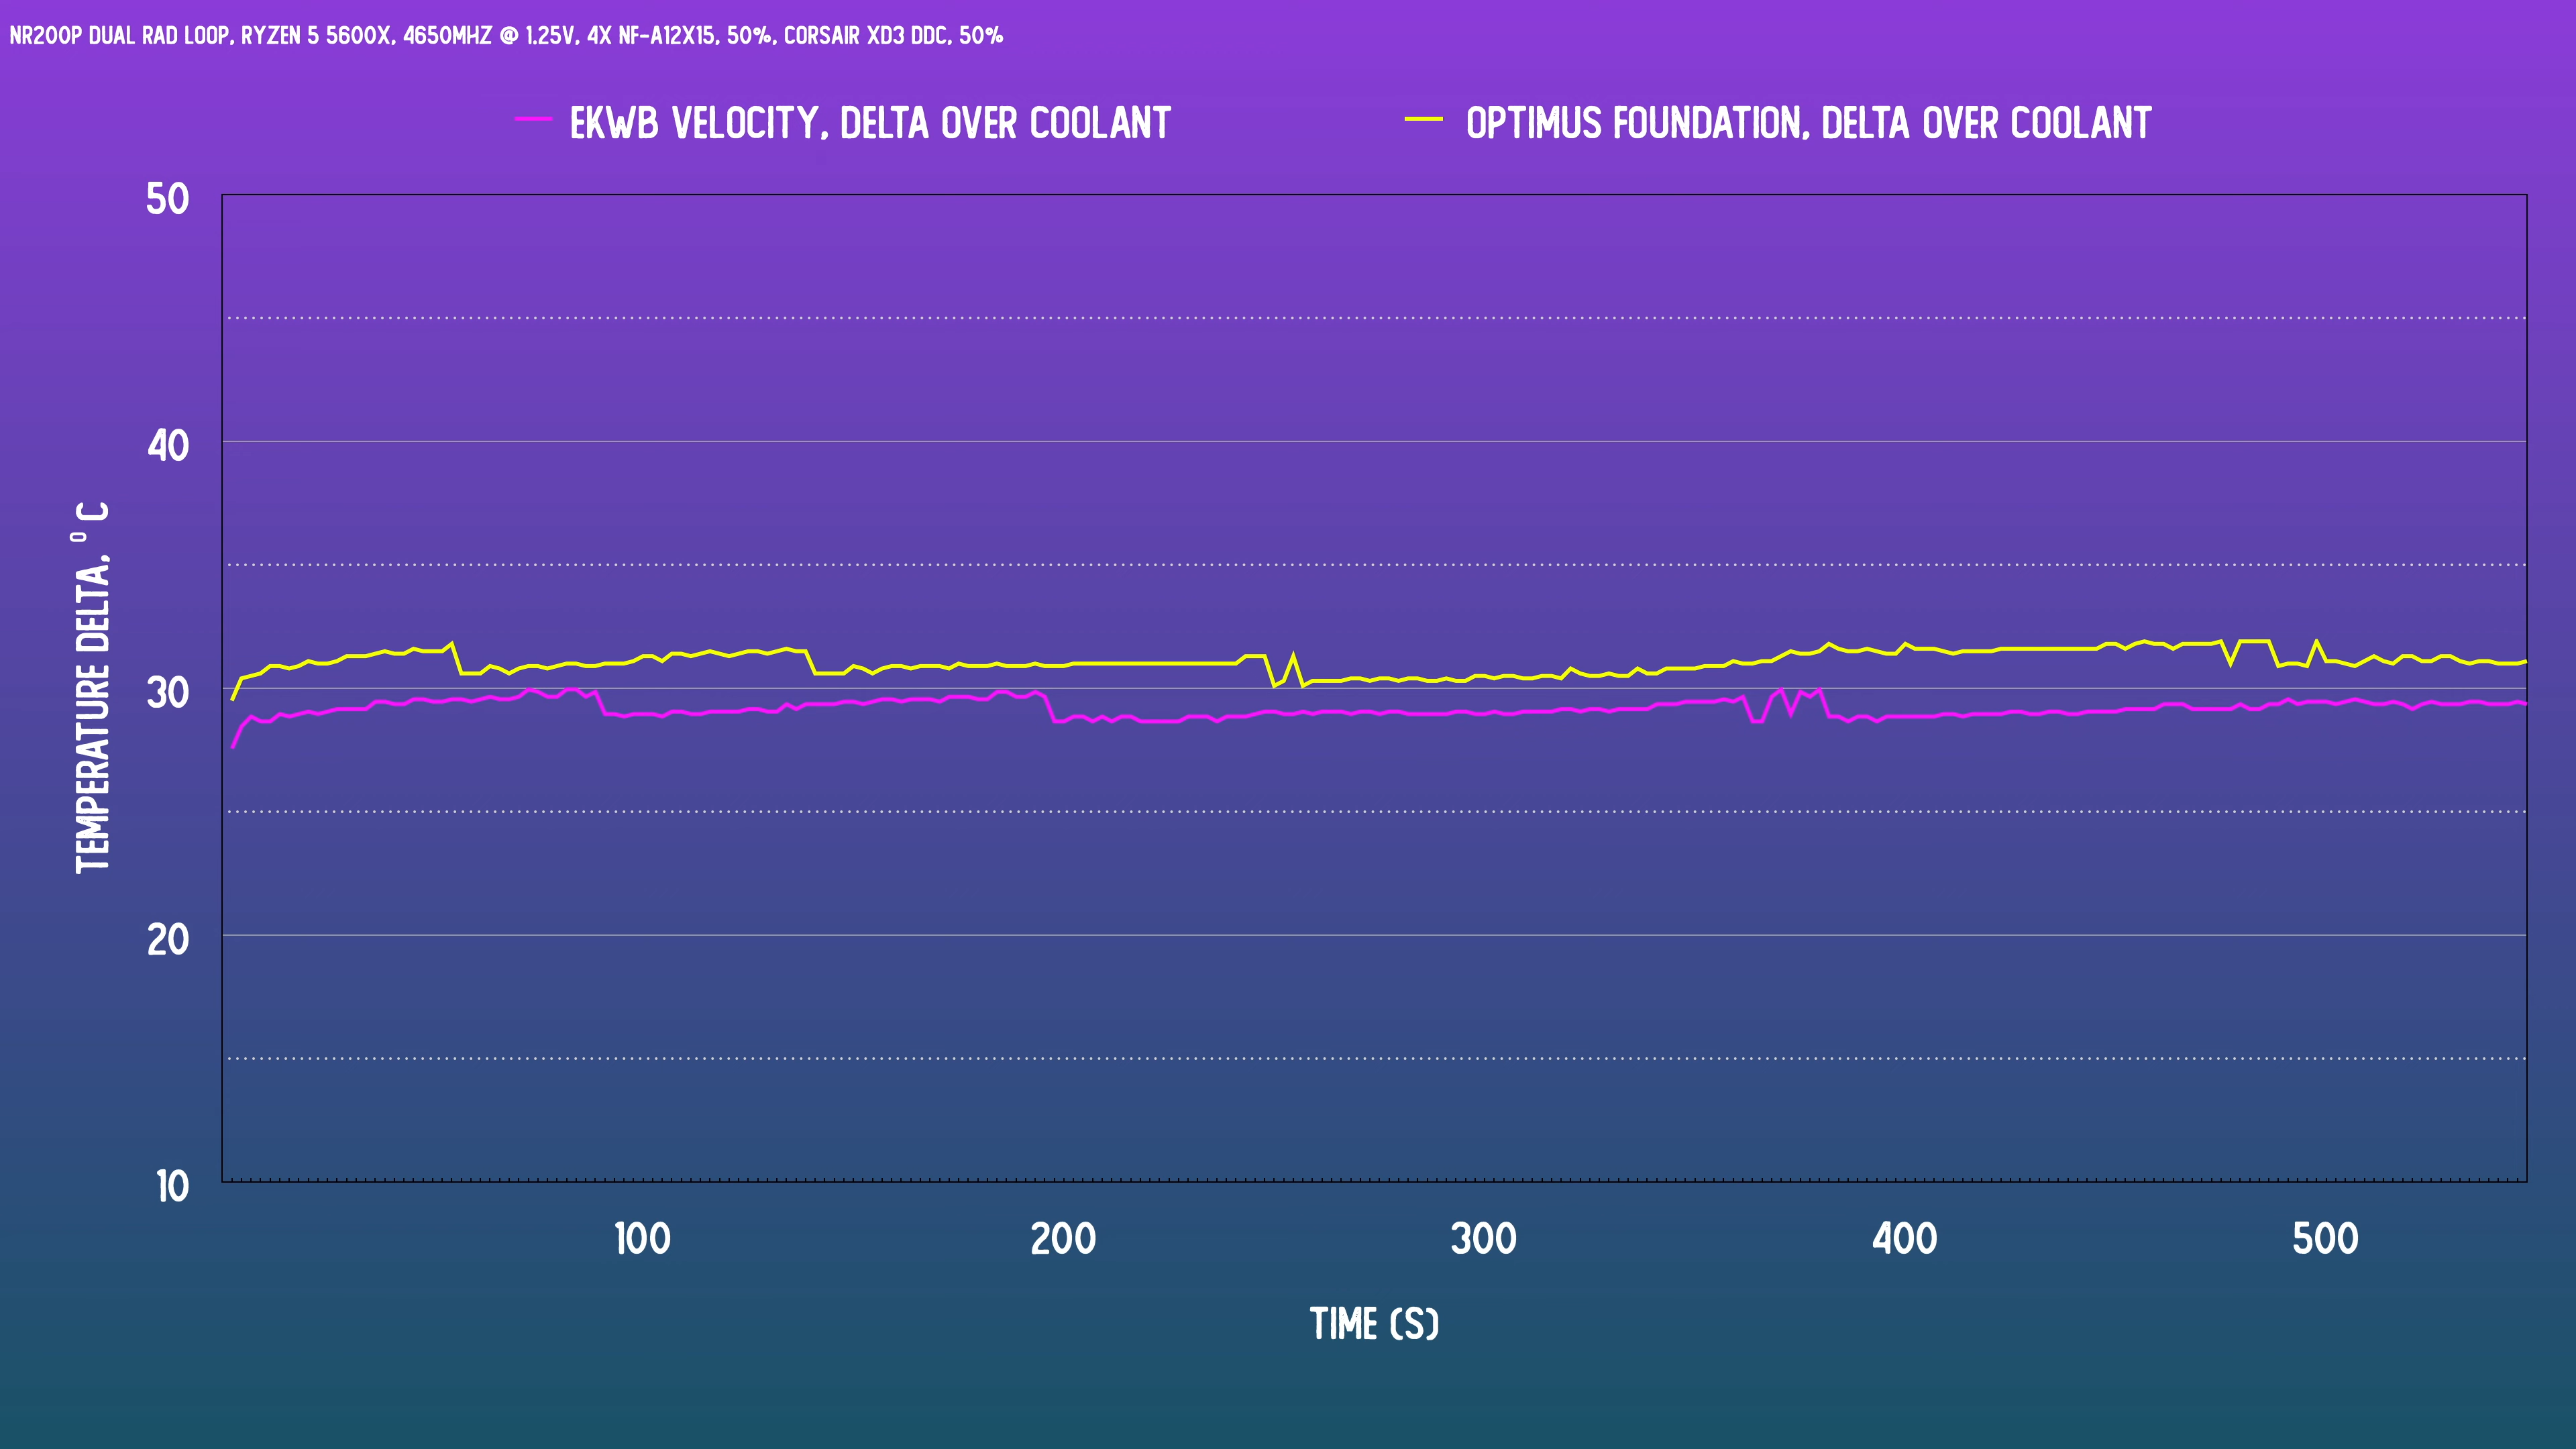 NR200P DUAL RAD LOOP, RYZEN 5 5600X, 4650MHZ @ 1.25V, 4X NF-A12X15, 50%, CORSAIR XD3 DDC, 50%
EKWB VELOCITY, DELTA OVER COOLANT
OPTIMUS FOUNDATION, DELTA OVER COOLANT
50
40
30
20
10
TEMPERATURE DELTA, °C
100
200
300
400
500
TIME (S)